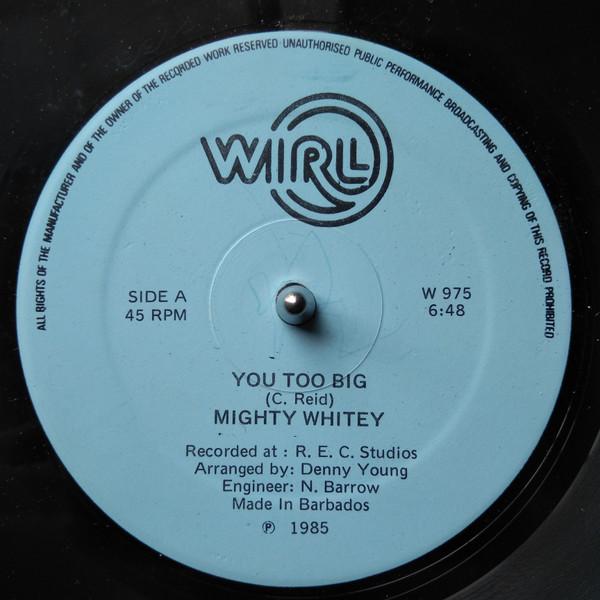 ALL RIGHTS OF THE MANUFACTURER AND OF THE OWNER OF THE RECORDED WORK RESERVED UNAUTHORISED PUBLIC PERFORMANCE BROADCASTING AND COPYING OF THIS RECORD PROHIBITED
WIRL
SIDE A
45 RPM
W 975
6:48
YOU TOO BIG
(C. Reid)
MIGHTY WHITEY
Recorded at : R. E. C. Studios
Arranged by: Denny Young
Engineer: N. Barrow
Made In Barbados
℗ 1985